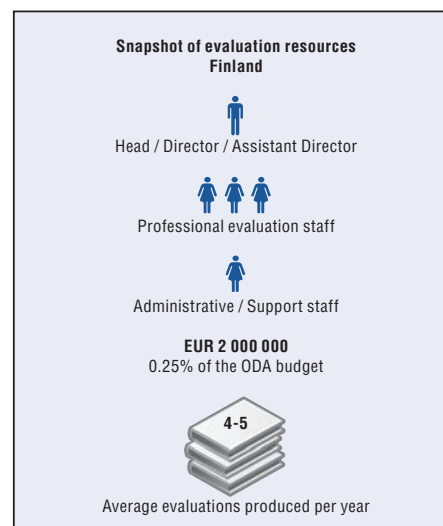 Snapshot of evaluation resources
Finland
Head / Director / Assistant Director
Professional evaluation staff
Administrative / Support staff
EUR 2 000 000
0.25% of the ODA budget
4-5
Average evaluations produced per year